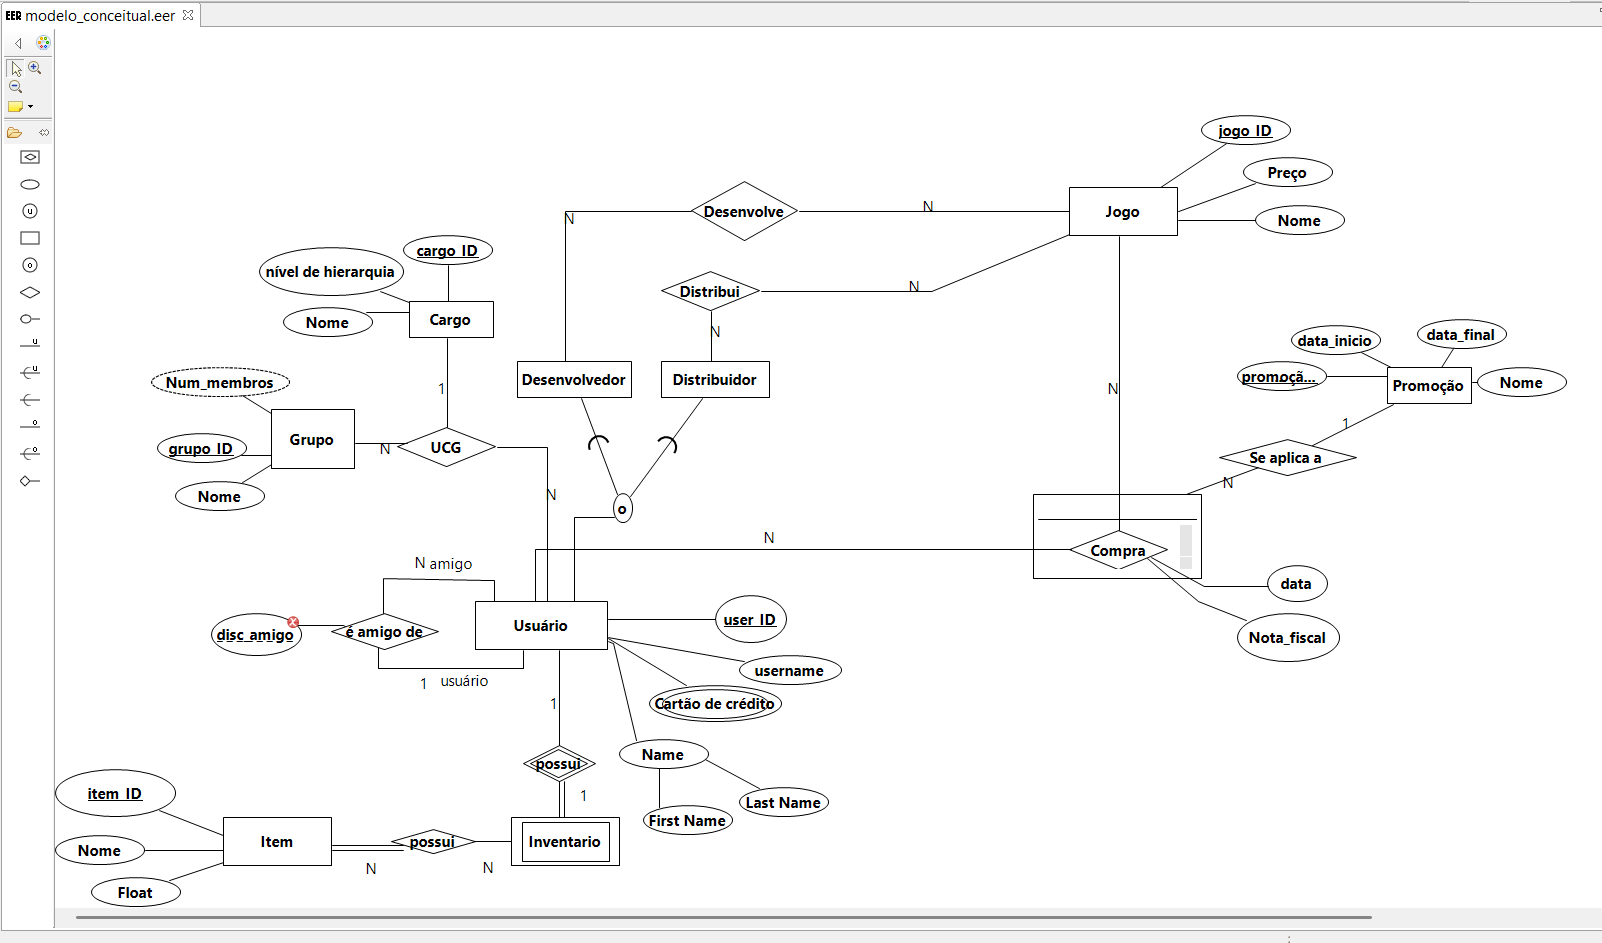 EER modelo_conceitual.eer
jogo_ID
Preço
Nome
Jogo
N
Desenvolve
N
cargo_ID
nível de hierarquia
Nome
Cargo
Distribui
N
N
data_inicio
data_final
promoçã...
Promoção
Nome
Desenvolvedor
Distribuidor
Num_membros
1
N
Grupo
grupo_ID
Nome
N
UCG
1
Se aplica a
N
N
o
N
Compra
data
Nota_fiscal
N amigo
disc_amigo
é amigo de
Usuário
user_ID
username
Cartão de crédito
1 usuário
1
Name
Last Name
First Name
possui
1
item_ID
Nome
Float
Item
possui
Inventario
N
N
u
o
u
u
o
o